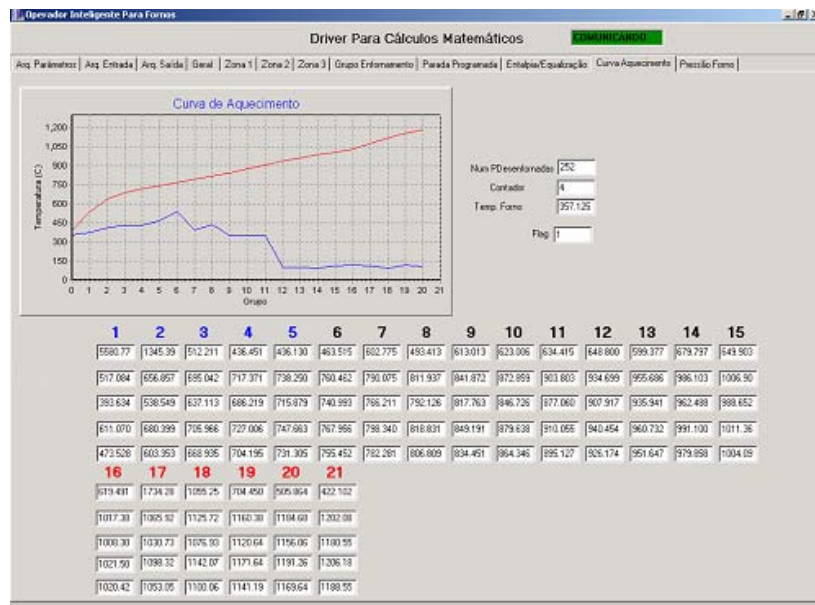 Operador Inteligente Para Fornos
Driver Para Cálculos Matemáticos
COMUNICANDO
Arq. Parâmetros Arq. Entrada Arq. Saída Geral Zona 1 Zona 2 Zona 3 Grupo Enfornamento Parada Programada Entalpia/Equalização Curva Aquecimento Pressão Forno
Curva de Aquecimento
Temperatura (C)
1,200
1,050
900
750
600
450
300
150
0
0 1 2 3 4 5 6 7 8 9 10 11 12 13 14 15 16 17 18 19 20 21
Grupo
Num PDesenfornadas 252
Contador 4
Temp. Forno 357.125
Flag 1
1 2 3 4 5 6 7 8 9 10 11 12 13 14 15
5580.77 1345.39 512.211 436.451 436.130 463.515 602.775 493.413 613.013 623.006 634.415 648.800 599.377 679.797 649.903
517.084 656.857 695.042 717.371 738.250 760.462 790.075 811.937 841.872 872.859 903.803 934.699 955.686 986.103 1006.90
393.634 538.549 637.113 686.219 715.879 740.993 766.211 792.126 817.763 846.726 877.060 907.917 935.941 962.488 988.652
611.070 680.399 705.966 727.006 747.663 767.956 798.340 818.831 849.191 879.638 910.055 940.454 960.732 991.100 1011.36
473.528 603.353 668.935 704.195 731.305 755.452 782.281 806.809 834.451 864.346 895.127 926.174 951.647 979.858 1004.09
16 17 18 19 20 21
619.491 1734.28 1055.25 704.450 505.864 422.102
1017.38 1065.92 1125.72 1160.38 1184.68 1202.08
1008.30 1030.73 1076.93 1120.64 1156.06 1180.55
1021.50 1098.32 1142.07 1171.64 1191.26 1206.18
1020.42 1053.05 1100.06 1141.19 1169.64 1188.55